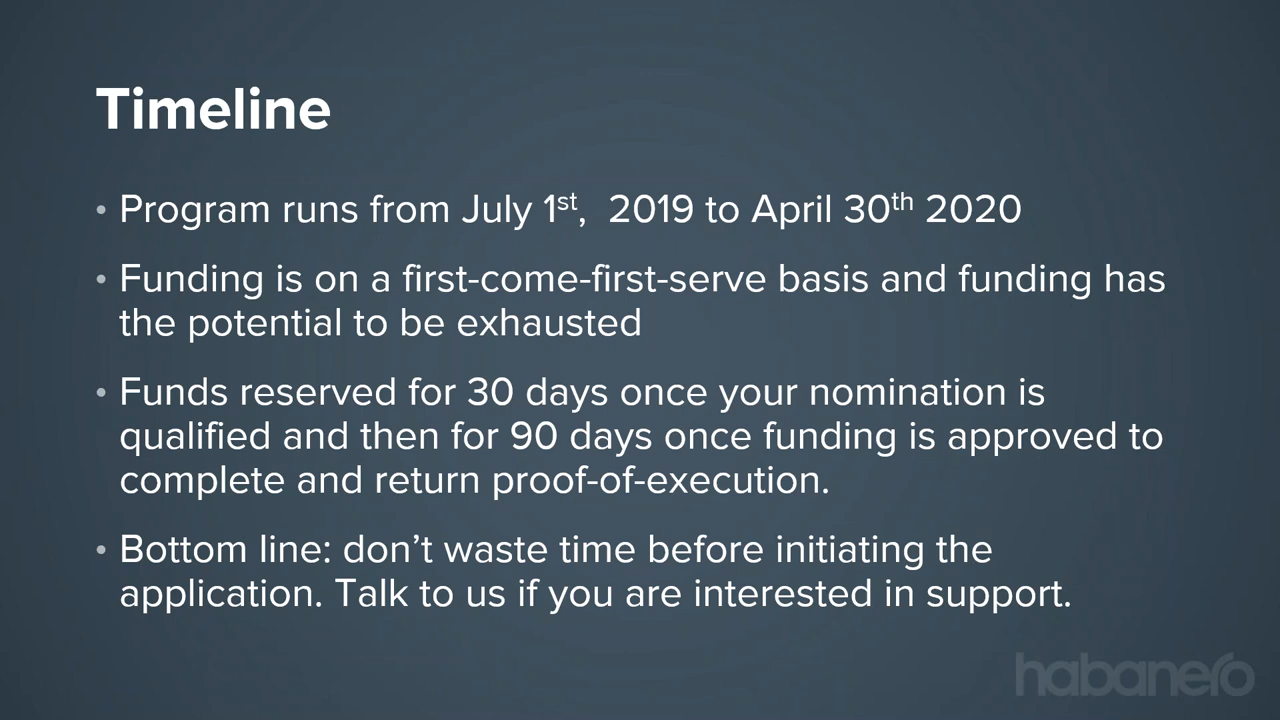 Timeline
• Program runs from July 1st,  2019 to April 30th 2020
• Funding is on a first-come-first-serve basis and funding has
the potential to be exhausted
• Funds reserved for 30 days once your nomination is
qualified and then for 90 days once funding is approved to
complete and return proof-of-execution.
• Bottom line: don’t waste time before initiating the
application. Talk to us if you are interested in support.
habanero